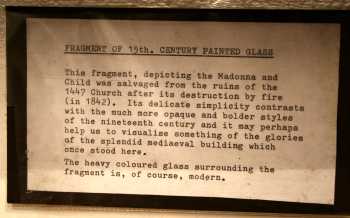 FRAGMENT OF 15th. CENTURY PAINTED GLASS
This fragment, depicting the Madonna and
Child was salvaged from the ruins of the
1447 Church after its destruction by fire
(in 1842). Its delicate simplicity contrasts
with the much more opaque and bolder styles
of the nineteenth century and it may perhaps
help us to visualise something of the glories
of the splendid mediaeval building which
once stood here.
The heavy coloured glass surrounding the
fragment is, of course, modern.